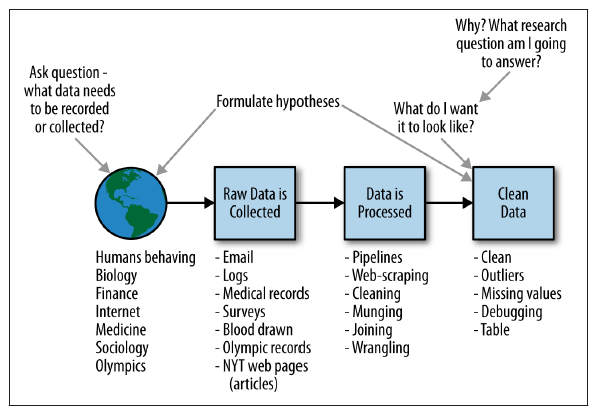 Why? What research
question am I going
to answer?
Ask question -
what data needs
to be recorded
or collected?
Formulate hypotheses
What do I want
it to look like?
Raw Data is
Collected
Data is
Processed
Clean
Data
Humans behaving
Biology
Finance
Internet
Medicine
Sociology
Olympics
- Email
- Logs
- Medical records
- Surveys
- Blood drawn
- Olympic records
- NYT web pages
(articles)
- Pipelines
- Web-scraping
- Cleaning
- Munging
- Joining
- Wrangling
- Clean
- Outliers
- Missing values
- Debugging
- Table